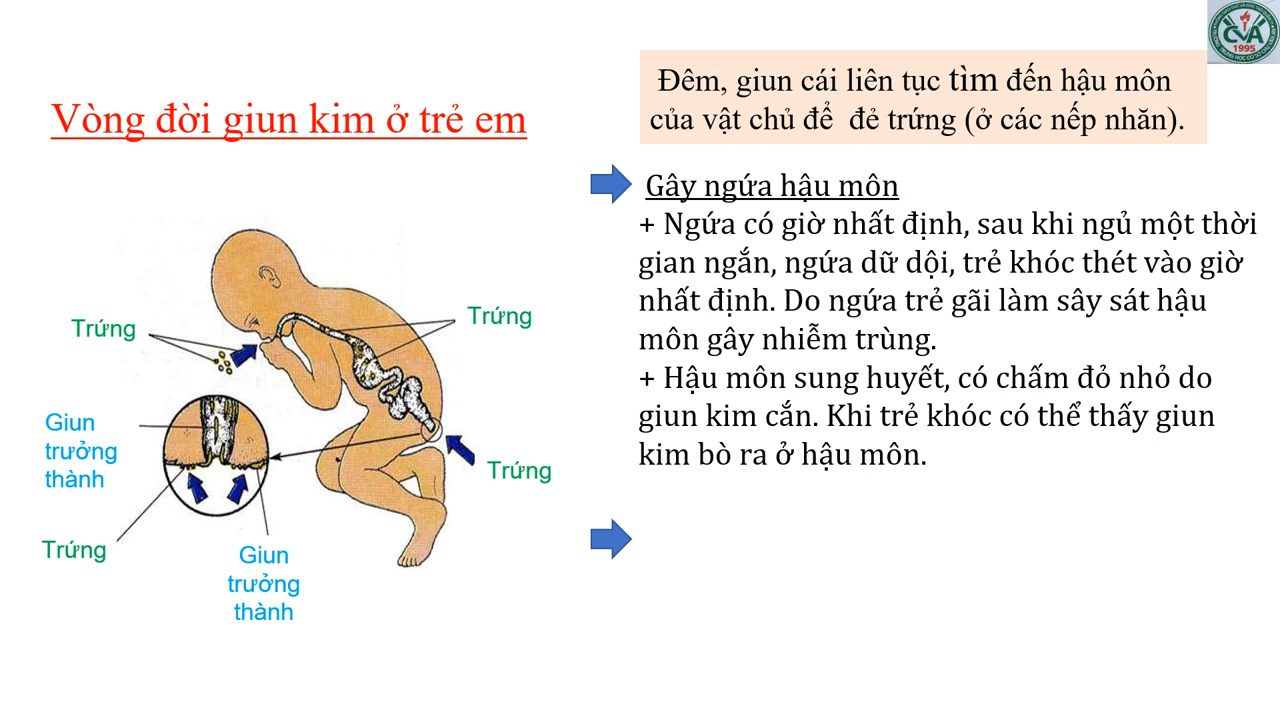 CVA
1995
Vòng đời giun kim ở trẻ em
Đêm, giun cái liên tục tìm đến hậu môn
của vật chủ để đẻ trứng (ở các nếp nhăn).
Gây ngứa hậu môn
+ Ngứa có giờ nhất định, sau khi ngủ một thời
gian ngắn, ngứa dữ dội, trẻ khóc thét vào giờ
nhất định. Do ngứa trẻ gãi làm sây sát hậu
môn gây nhiễm trùng.
+ Hậu môn sung huyết, có chấm đỏ nhỏ do
giun kim cắn. Khi trẻ khóc có thể thấy giun
kim bò ra ở hậu môn.
Trứng
Trứng
Giun
trưởng
thành
Trứng
Trứng
Giun
trưởng
thành